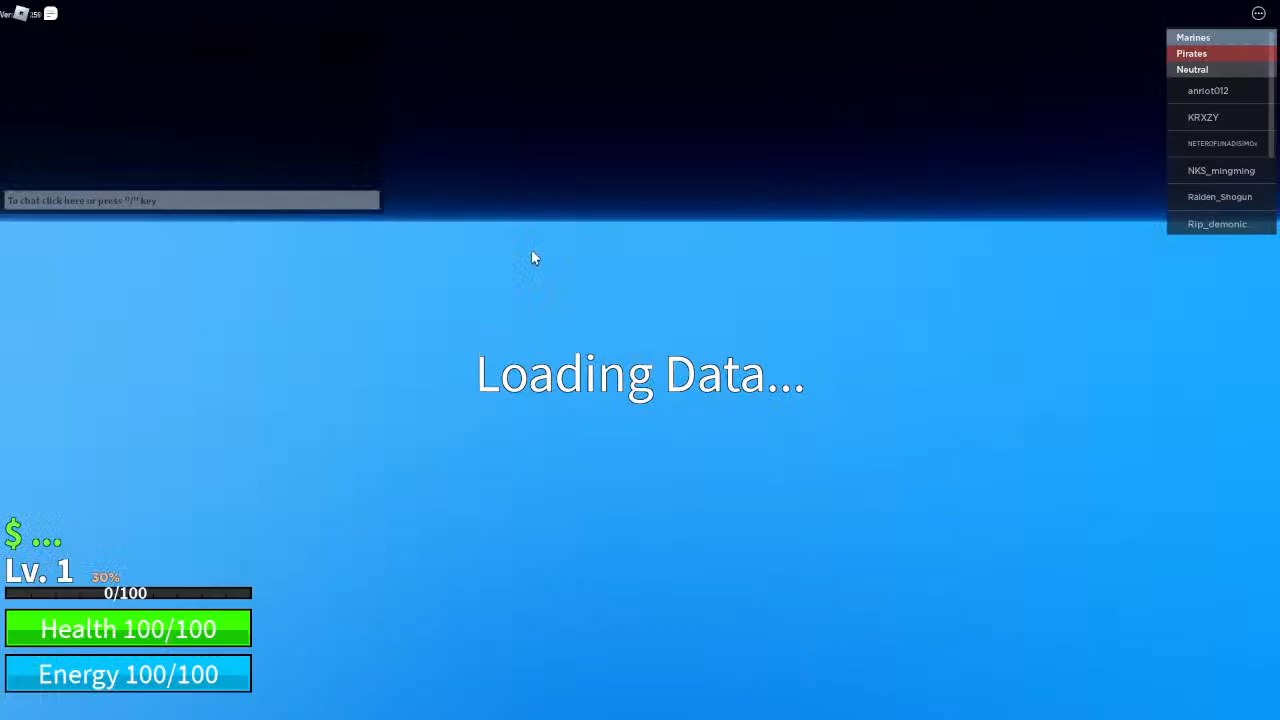 Marines
Pirates
Neutral
anriot012
KRXZY
NKS_mingming
Raiden_Shogun
Rip_demonic
To chat click here or press "/" key
Loading Data...
$ ...
Lv. 1 30%
0/100
Health 100/100
Energy 100/100